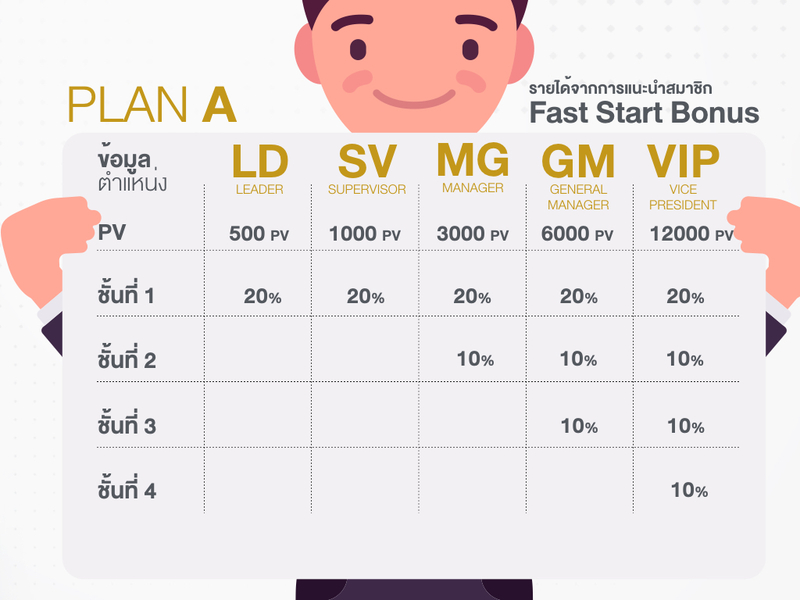 PLAN A
รายได้จากการแนะนำสมาชิก
Fast Start Bonus
ข้อมูล
ตำแหน่ง
LD
LEADER
SV
SUPERVISOR
MG
MANAGER
GM
GENERAL
MANAGER
VIP
VICE
PRESIDENT
PV 500 PV 1000 PV 3000 PV 6000 PV 12000 PV
ชั้นที่ 1 20% 20% 20% 20% 20%
ชั้นที่ 2 10% 10% 10%
ชั้นที่ 3 10% 10%
ชั้นที่ 4 10%